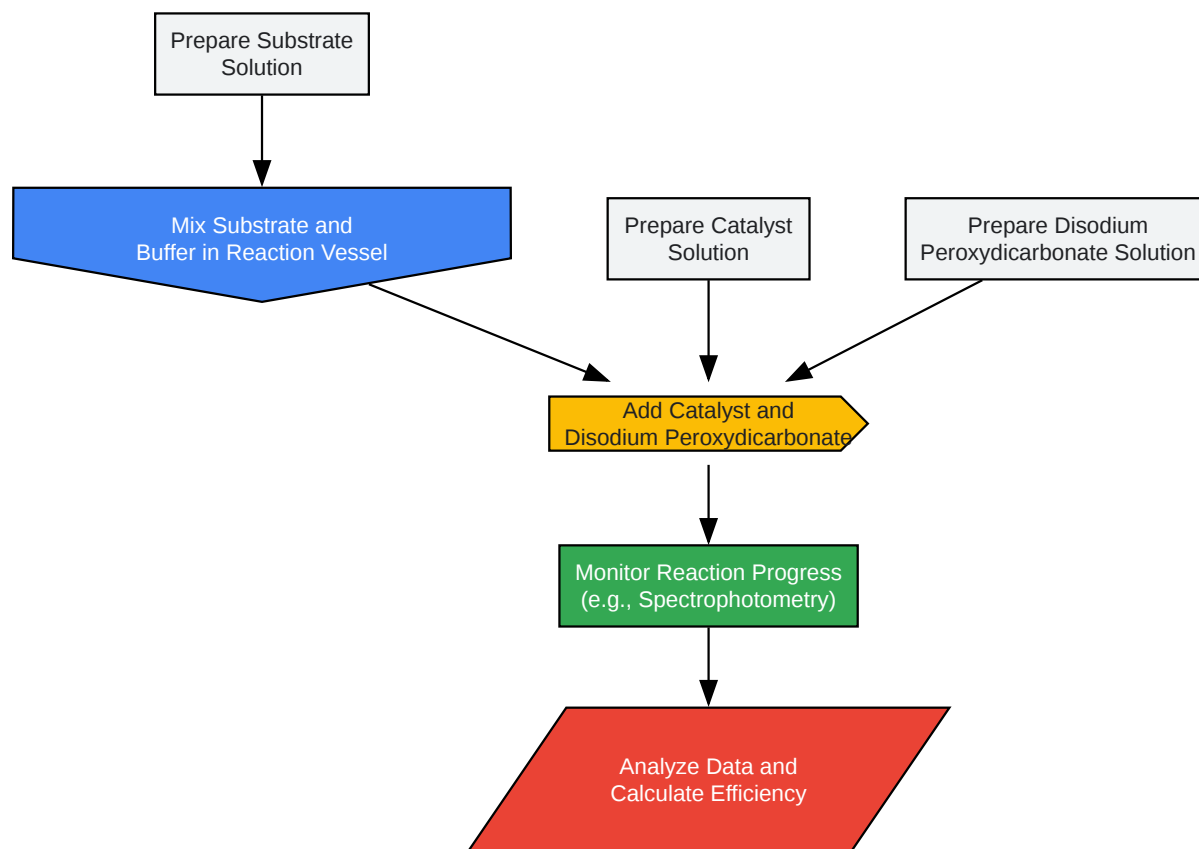 Prepare Substrate
Solution
Mix Substrate and
Buffer in Reaction Vessel
Prepare Catalyst
Solution
Prepare Disodium
Peroxydicarbonate Solution
Add Catalyst and
Disodium Peroxydicarbonate
Monitor Reaction Progress
(e.g., Spectrophotometry)
Analyze Data and
Calculate Efficiency